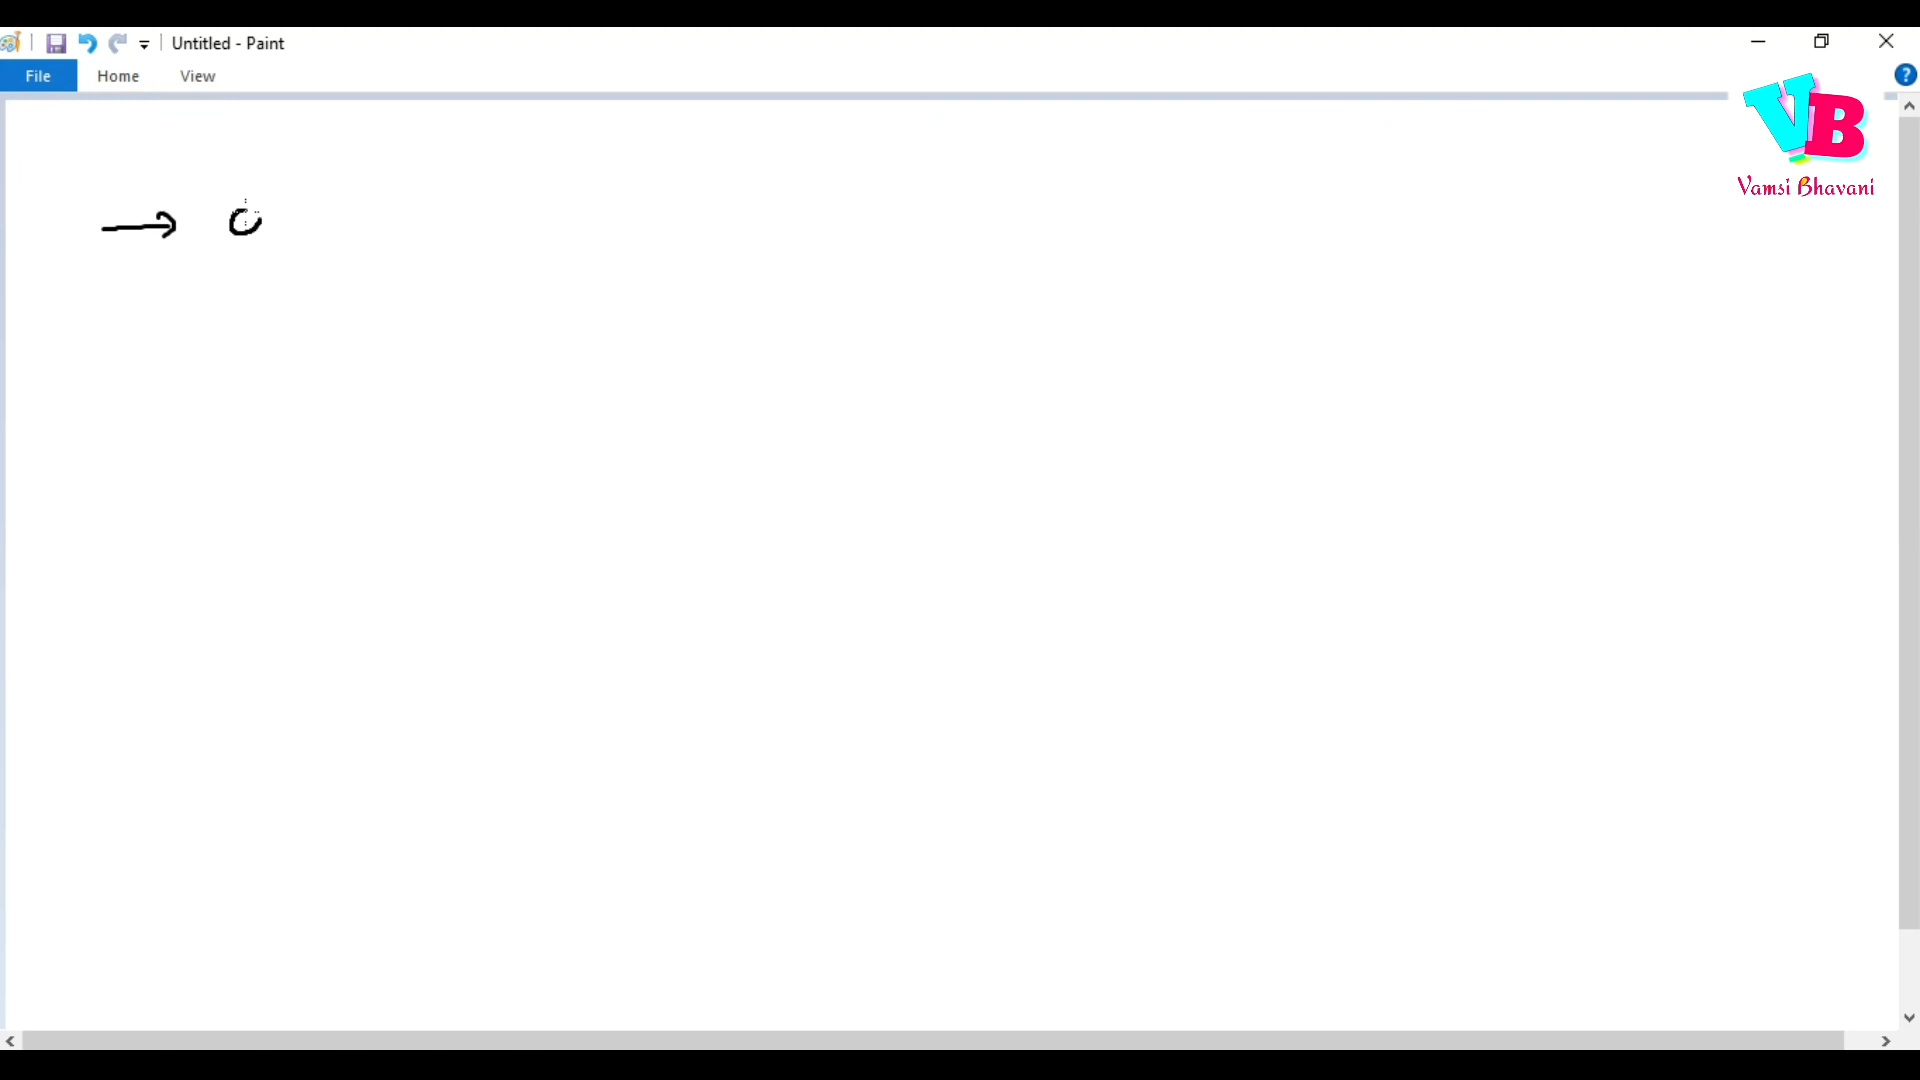 Untitled - Paint
File Home View
VB
Vamsi Bhavani